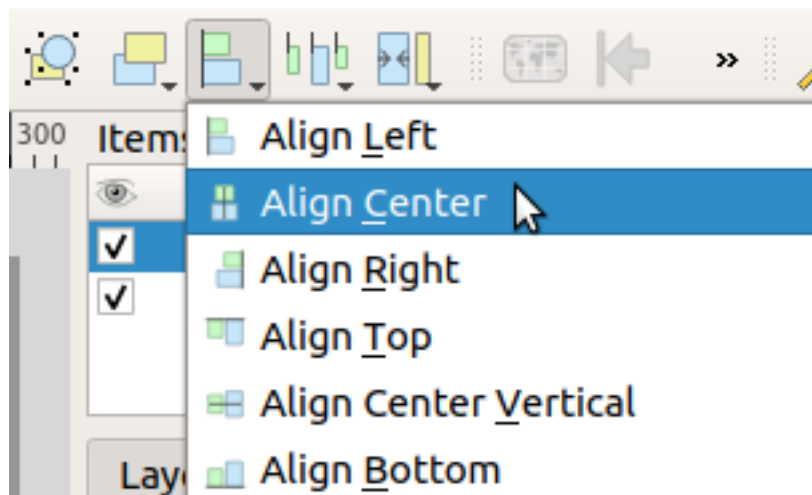 »
300
Items
Align Left
Align Center
Align Right
Align Top
Align Center Vertical
Align Bottom
Lay